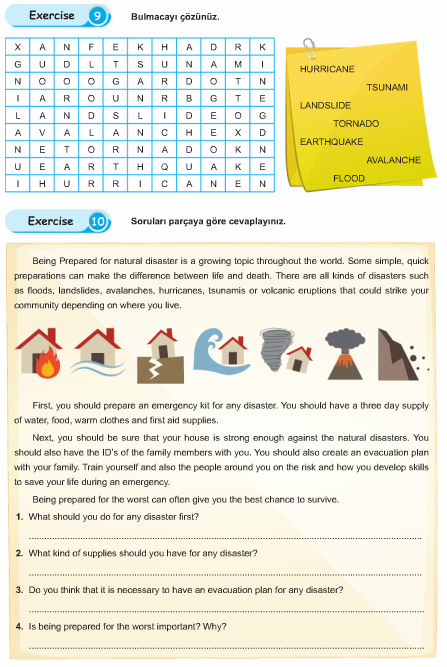 Exercise 9 Bulmacayı çözünüz.
X A N F E K H A D R K
G U D L T S U N A M I
N O O O G A R D O T N
I A R O U N R B G T E
L A N D S L I D E O G
A V A L A N C H E X D
N E T O R N A D O K N
U E A R T H Q U A K E
I H U R R I C A N E N
HURRICANE
TSUNAMI
LANDSLIDE
TORNADO
EARTHQUAKE
AVALANCHE
FLOOD
Exercise 10 Soruları parçaya göre cevaplayınız.
Being Prepared for natural disaster is a growing topic throughout the world. Some simple, quick
preparations can make the difference between life and death. There are all kinds of disasters such
as floods, landslides, avalanches, hurricanes, tsunamis or volcanic eruptions that could strike your
community depending on where you live.
First, you should prepare an emergency kit for any disaster. You should have a three day supply
of water, food, warm clothes and first aid supplies.
Next, you should be sure that your house is strong enough against the natural disasters. You
should also have the ID's of the family members with you. You should also create an evacuation plan
with your family. Train yourself and also the people around you on the risk and how you develop skills
to save your life during an emergency.
Being prepared for the worst can often give you the best chance to survive.
1. What should you do for any disaster first?
2. What kind of supplies should you have for any disaster?
3. Do you think that it is necessary to have an evacuation plan for any disaster?
4. Is being prepared for the worst important? Why?